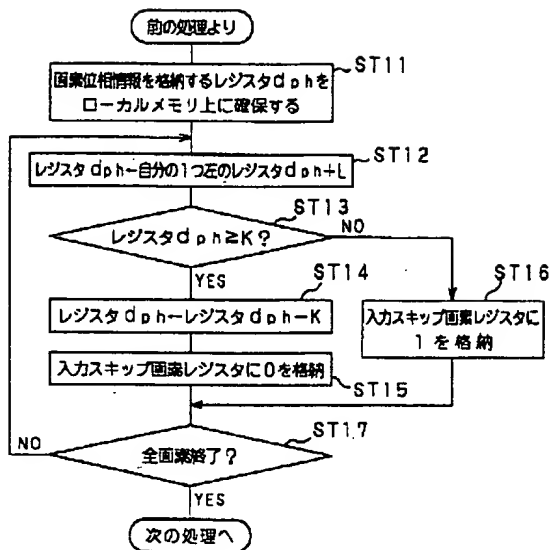 前の処理より
画素位相情報を格納するレジスタdphを
ローカルメモリ上に確保する
ST11
レジスタdph←自分の1つ左のレジスタdph+L
ST12
レジスタdph≧K?
ST13
NO
YES
レジスタdph←レジスタdph−K
ST14
入力スキップ画素レジスタに
1を格納
ST16
入力スキップ画素レジスタに0を格納
ST15
全画素終了?
ST17
NO
YES
次の処理へ